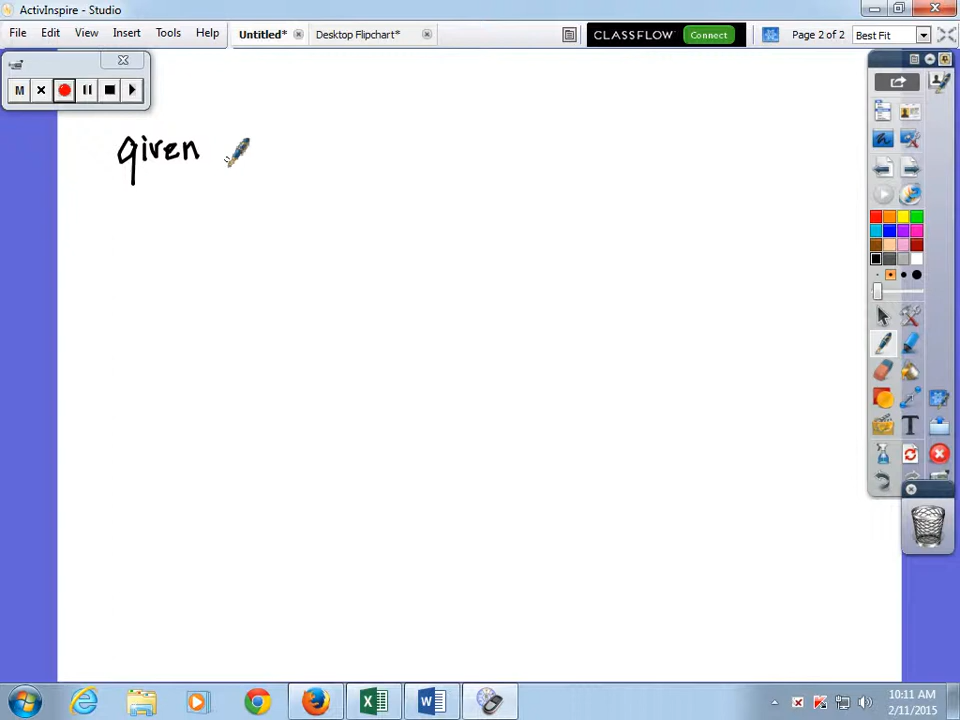 ActivInspire - Studio
File Edit View Insert Tools Help Untitled* Desktop Flipchart* CLASSFLOW Connect Page 2 of 2 Best Fit
M
given
T
10:11 AM
2/11/2015